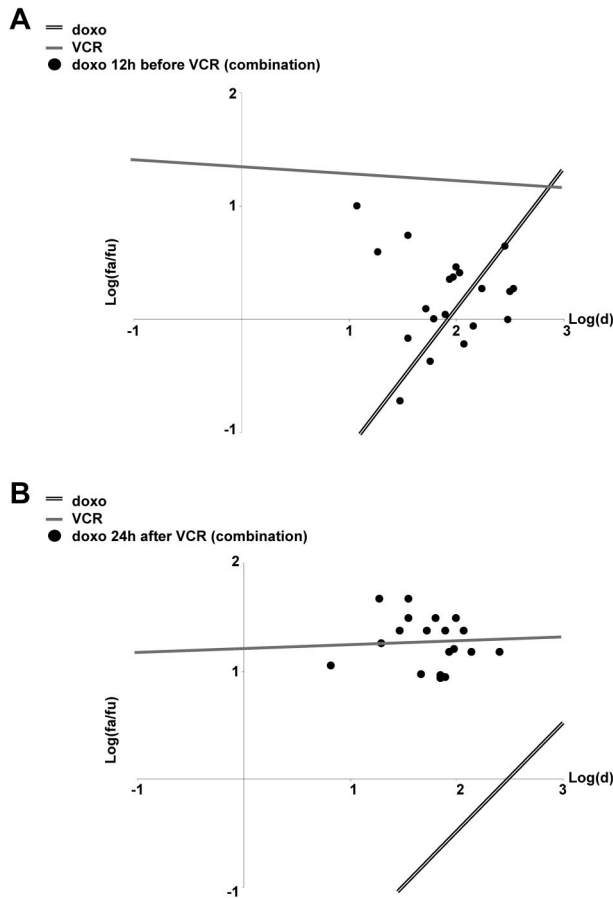 A
doxo
VCR
doxo 12h before VCR (combination)
2
1
Log(fa/fu)
-1
1
2
3
Log(d)
-1
B
doxo
VCR
doxo 24h after VCR (combination)
2
1
Log(fa/fu)
Log(d)
-1
1
2
3
-1